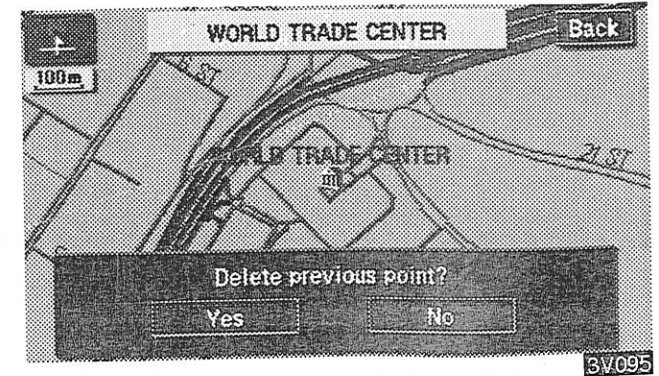 WORLD TRADE CENTER
Back
100m
ST
WORLD TRADE CENTER
21 ST
Delete previous point?
Yes
No
3V095